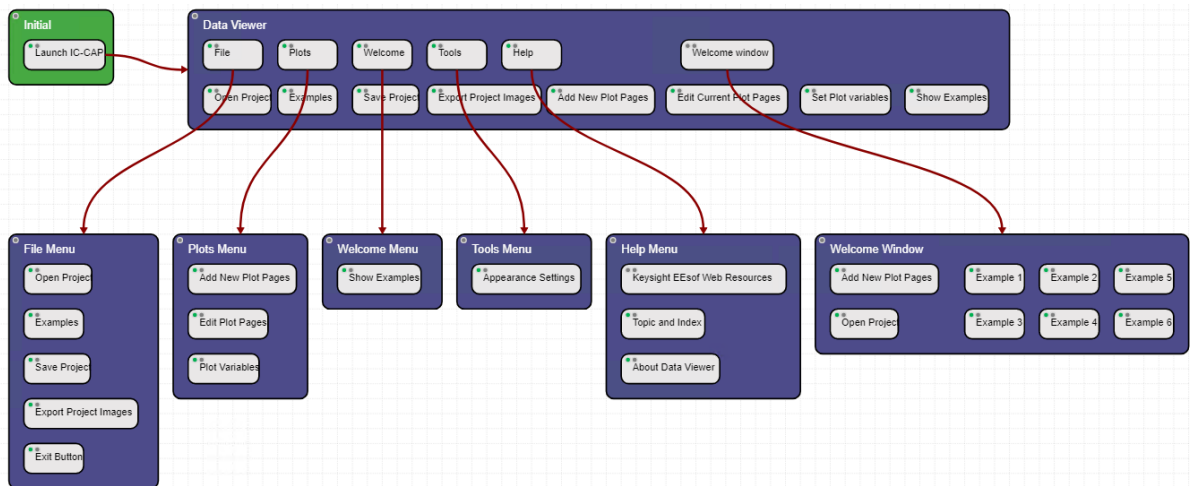 Initial
Launch IC-CAP
Data Viewer
File
Plots
Welcome
Tools
Help
Welcome window
Open Project
Examples
Save Project
Export Project Images
Add New Plot Pages
Edit Current Plot Pages
Set Plot variables
Show Examples
File Menu
Open Project
Examples
Save Project
Export Project Images
Exit Button
Plots Menu
Add New Plot Pages
Edit Plot Pages
Plot Variables
Welcome Menu
Show Examples
Tools Menu
Appearance Settings
Help Menu
Keysight EEsof Web Resources
Topic and Index
About Data Viewer
Welcome Window
Add New Plot Pages
Example 1
Example 2
Example 5
Open Project
Example 3
Example 4
Example 6